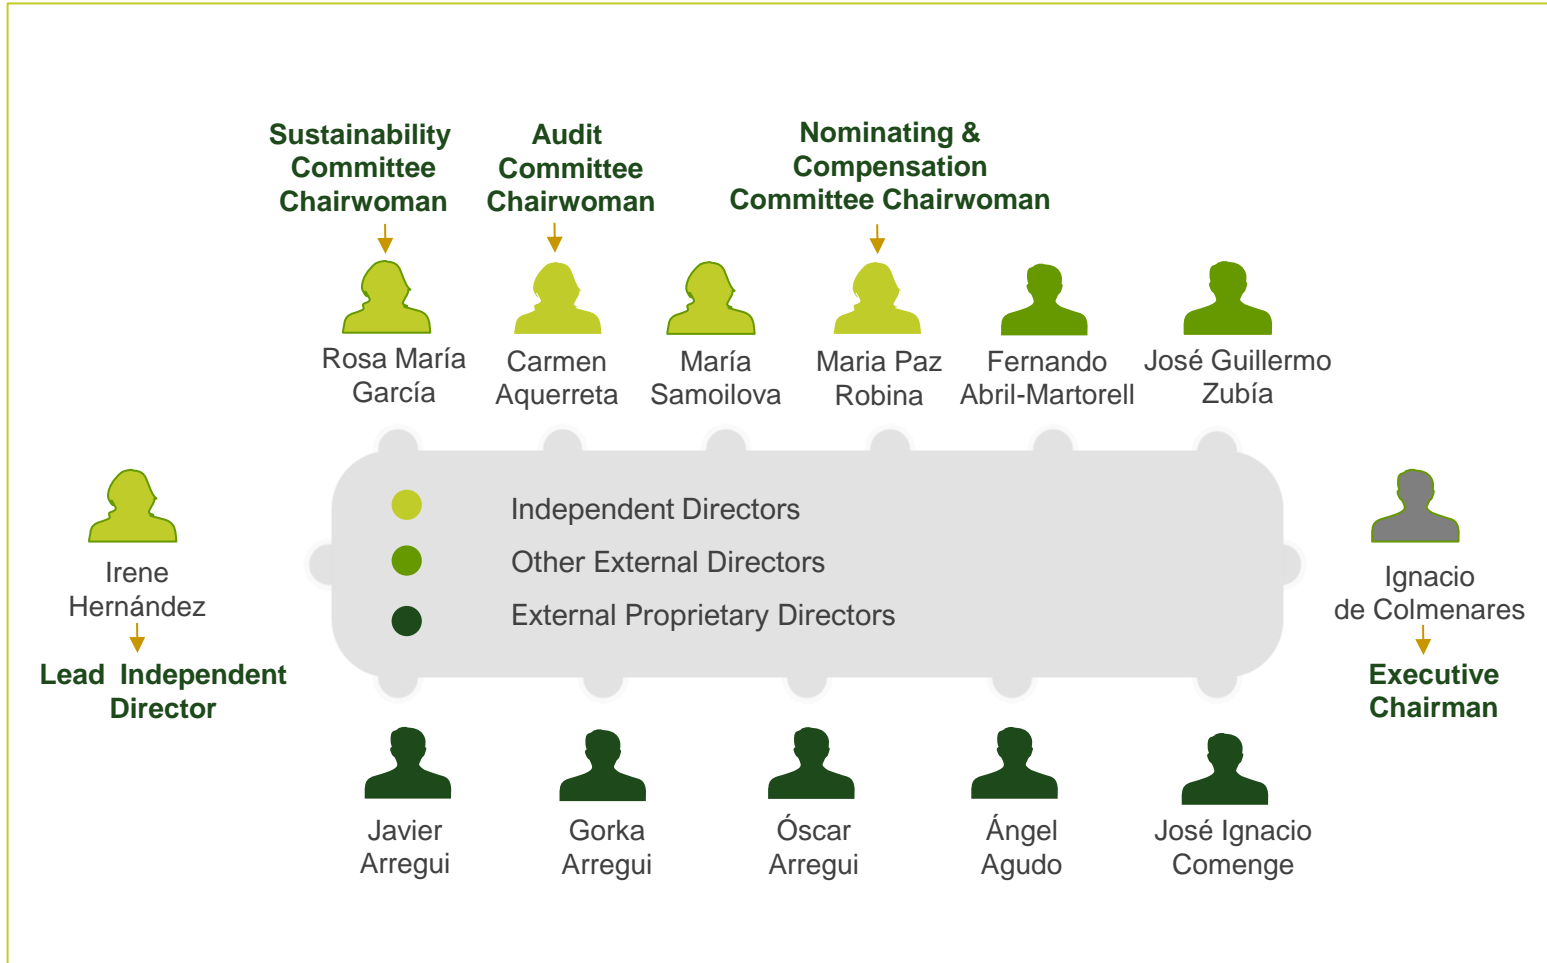 Sustainability
Committee
Chairwoman
Audit
Committee
Chairwoman
Nominating &
Compensation
Committee Chairwoman
Rosa María
García
Carmen
Aquerreta
María
Samoilova
Maria Paz
Robina
Fernando
Abril-Martorell
José Guillermo
Zubía
Irene
Hernández
Lead Independent
Director
Independent Directors
Other External Directors
External Proprietary Directors
Ignacio
de Colmenares
Executive
Chairman
Javier
Arregui
Gorka
Arregui
Óscar
Arregui
Ángel
Agudo
José Ignacio
Comenge